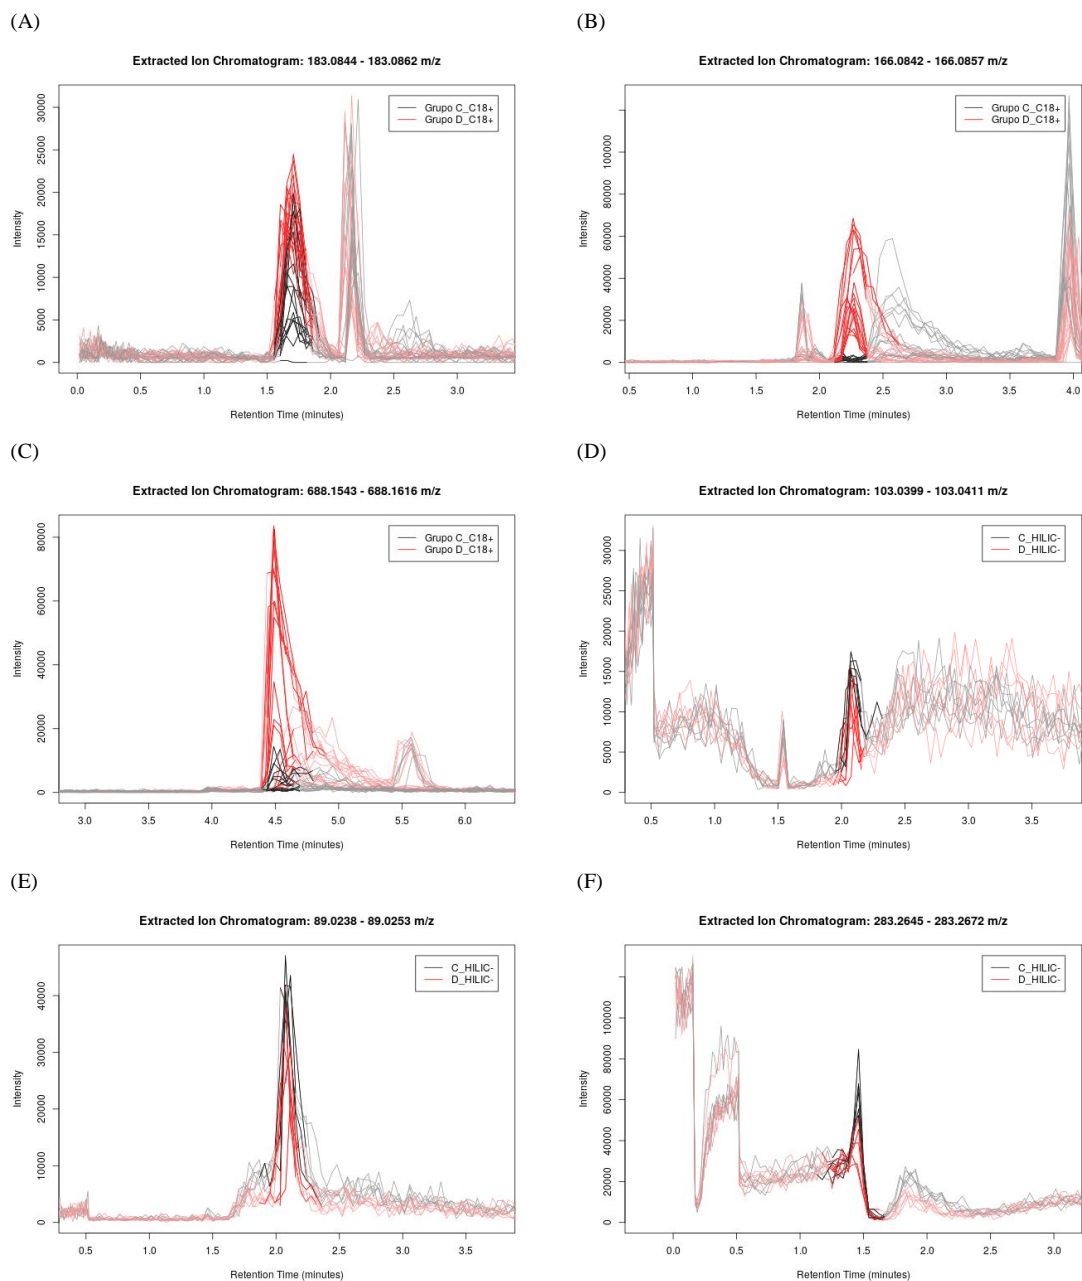 (A)
Extracted Ion Chromatogram: 183.0844 - 183.0862 m/z
Grupo C_C18+
Grupo D_C18+
Intensity
0 5000 10000 15000 20000 25000 30000
0.0 0.5 1.0 1.5 2.0 2.5 3.0
Retention Time (minutes)
(B)
Extracted Ion Chromatogram: 166.0842 - 166.0857 m/z
Grupo C_C18+
Grupo D_C18+
Intensity
0 20000 40000 60000 80000 100000
0.5 1.0 1.5 2.0 2.5 3.0 3.5 4.0
Retention Time (minutes)
(C)
Extracted Ion Chromatogram: 688.1543 - 688.1616 m/z
Grupo C_C18+
Grupo D_C18+
Intensity
0 20000 40000 60000 80000
3.0 3.5 4.0 4.5 5.0 5.5 6.0
Retention Time (minutes)
(D)
Extracted Ion Chromatogram: 103.0399 - 103.0411 m/z
C_HILIC-
D_HILIC-
Intensity
0 5000 10000 15000 20000 25000 30000
0.5 1.0 1.5 2.0 2.5 3.0 3.5
Retention Time (minutes)
(E)
Extracted Ion Chromatogram: 89.0238 - 89.0253 m/z
C_HILIC-
D_HILIC-
Intensity
0 10000 20000 30000 40000
0.5 1.0 1.5 2.0 2.5 3.0 3.5
Retention Time (minutes)
(F)
Extracted Ion Chromatogram: 283.2645 - 283.2672 m/z
C_HILIC-
D_HILIC-
Intensity
0 20000 40000 60000 80000 100000
0.0 0.5 1.0 1.5 2.0 2.5 3.0
Retention Time (minutes)